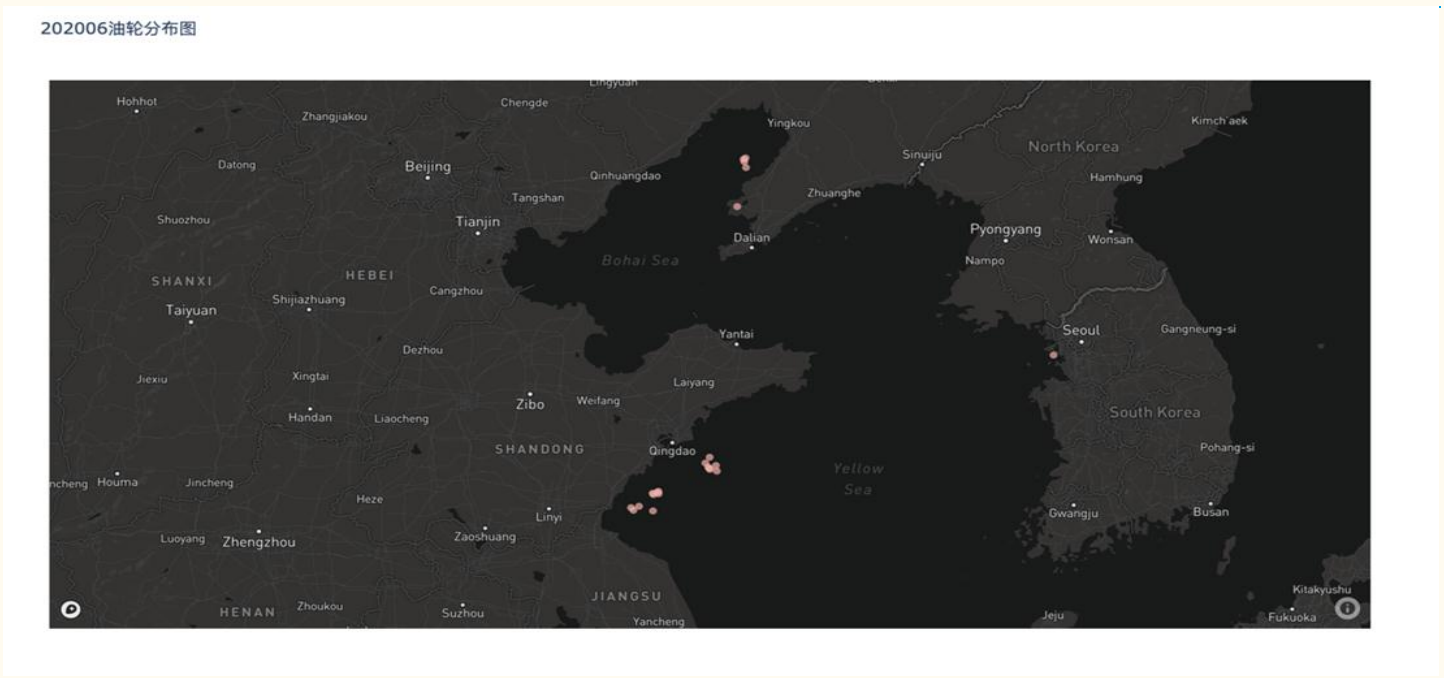 202006油轮分布图
Lingyuan
Hohhot
Chengde
Zhangjiakou
Yingkou
Kimch'aek
North Korea
Sinuiju
Datong
Beijing
Qinhuangdao
Hamhung
Tangshan
Zhuanghe
Shuozhou
Tianjin
Pyongyang
Dalian
Wonsan
Bohai Sea
Nampo
HEBEI
SHANXI
Cangzhou
Shijiazhuang
Taiyuan
Seoul
Gangneung-si
Yantai
Dezhou
Jiexiu
Xingtai
Laiyang
Zibo
Weifang
Handan
Liaocheng
South Korea
SHANDONG
Qingdao
Pohang-si
Yellow
Sea
ncheng
Houma
Jincheng
Heze
Linyi
Gwangju
Busan
Luoyang
Zhengzhou
Zaoshuang
Kitakyushu
JIANGSU
HENAN
Zhoukou
Suzhou
Jeju
Fukuoka
Yancheng